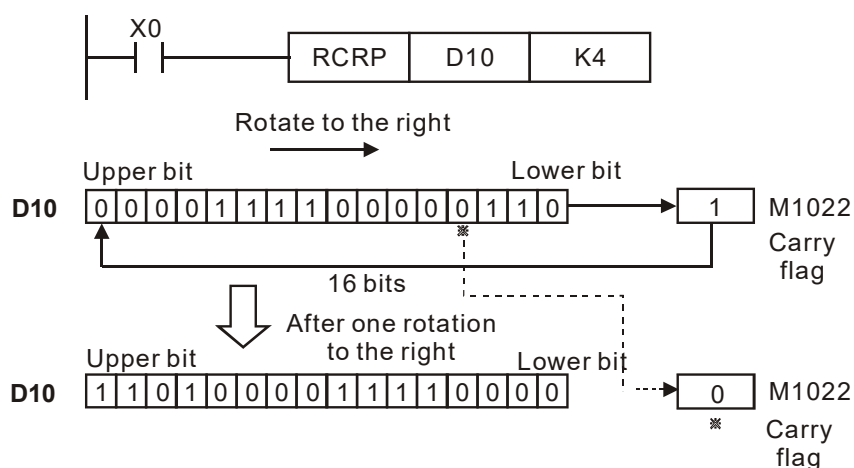 X0
RCRP D10 K4
Rotate to the right
Upper bit Lower bit
D10 0 0 0 0 1 1 1 1 0 0 0 0 0 1 1 0 1 M1022
※
Carry
flag
16 bits
After one rotation
to the right
Upper bit Lower bit
D10 1 1 0 1 0 0 0 0 1 1 1 1 0 0 0 0 0 M1022
※
Carry
flag